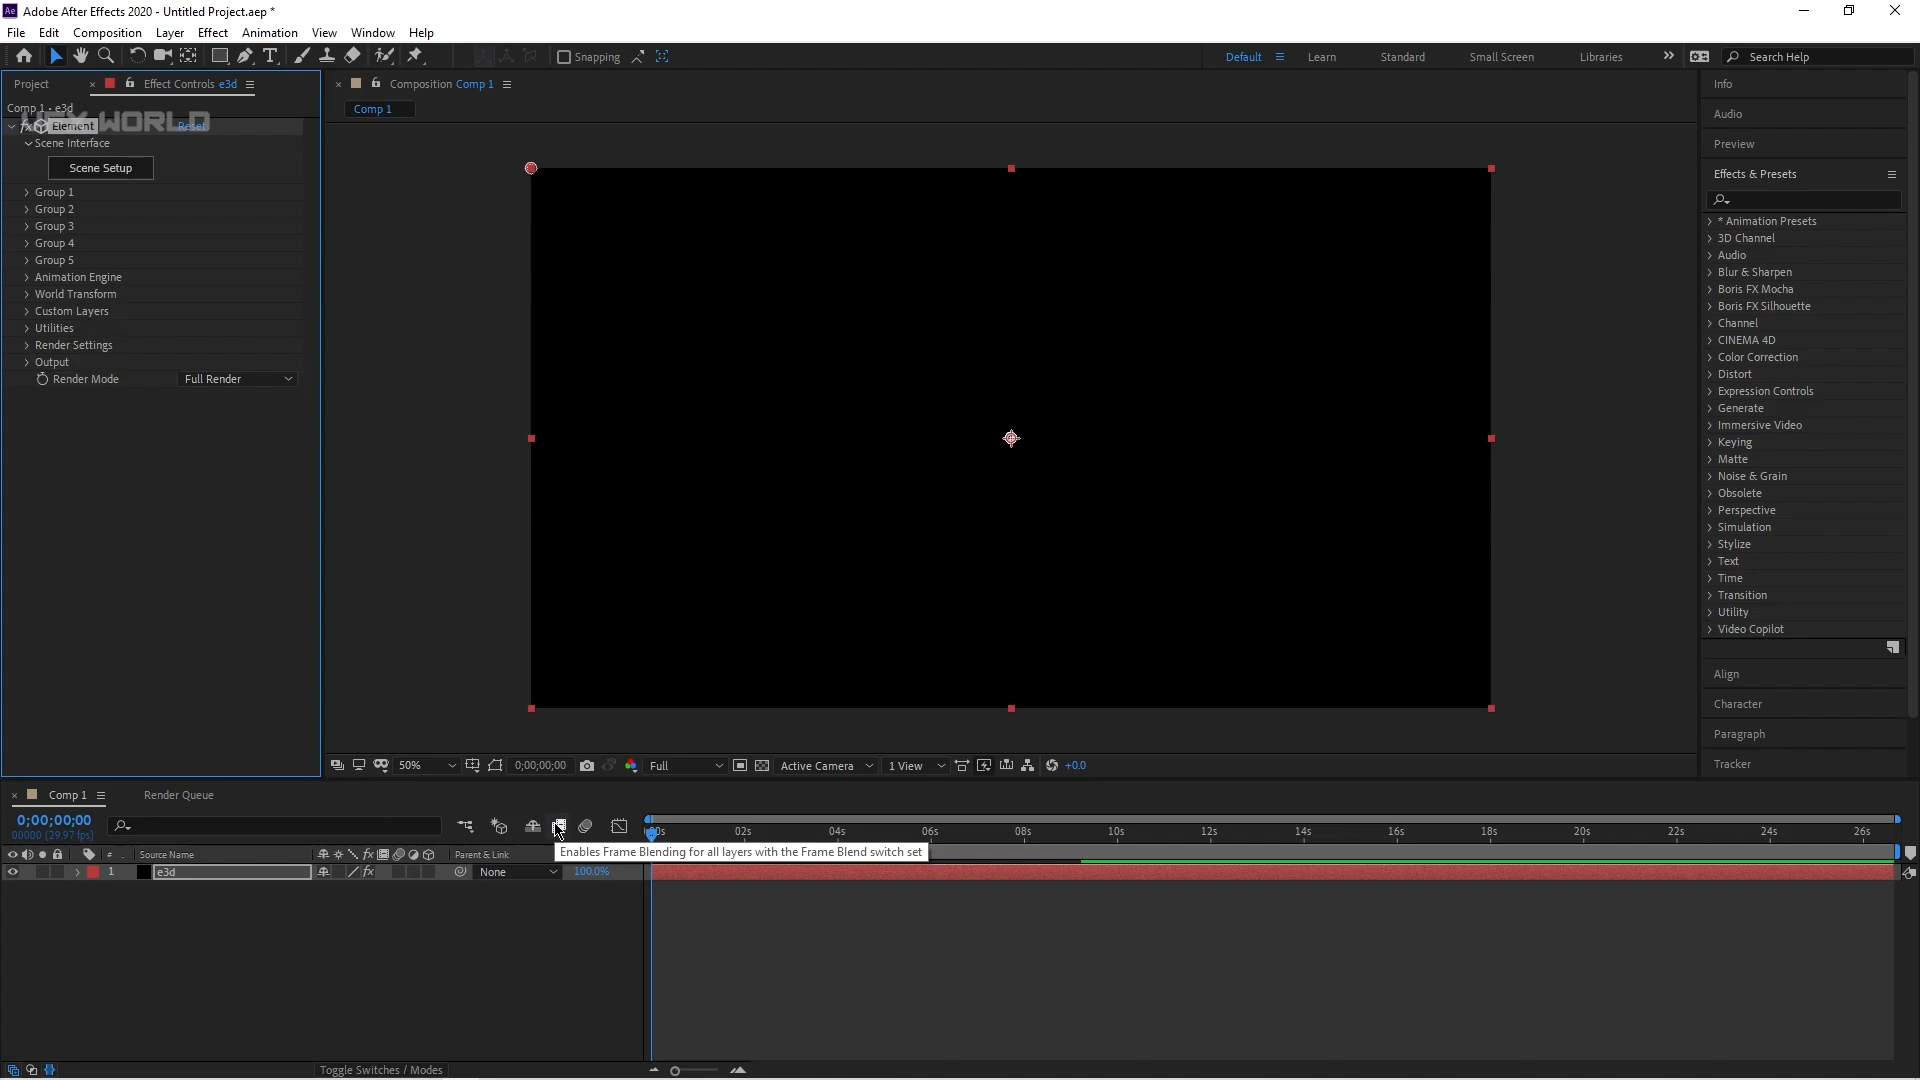 Adobe After Effects 2020 - Untitled Project.aep *
File Edit Composition Layer Effect Animation View Window Help
Snapping
Default Learn Standard Small Screen Libraries Search Help
Project Effect Controls e3d
Composition Comp 1
Comp 1 • e3d
Comp 1
fx Element Reset
WORLD
Scene Interface
Scene Setup
Group 1
Group 2
Group 3
Group 4
Group 5
Animation Engine
World Transform
Custom Layers
Utilities
Render Settings
Output
Render Mode Full Render
Info
Audio
Preview
Effects & Presets
* Animation Presets
3D Channel
Audio
Blur & Sharpen
Boris FX Mocha
Boris FX Silhouette
Channel
CINEMA 4D
Color Correction
Distort
Expression Controls
Generate
Immersive Video
Keying
Matte
Noise & Grain
Obsolete
Perspective
Simulation
Stylize
Text
Time
Transition
Utility
Video Copilot
Align
Character
Paragraph
Tracker
50% 0;00;00;00 Full Active Camera 1 View +0.0
Comp 1 Render Queue
0;00;00;00
00000 (29.97 fps)
02s 04s 06s 08s 10s 12s 14s 16s 18s 20s 22s 24s 26s
# Source Name fx Parent & Link
Enables Frame Blending for all layers with the Frame Blend switch set
1 e3d fx None 100.0%
Toggle Switches / Modes